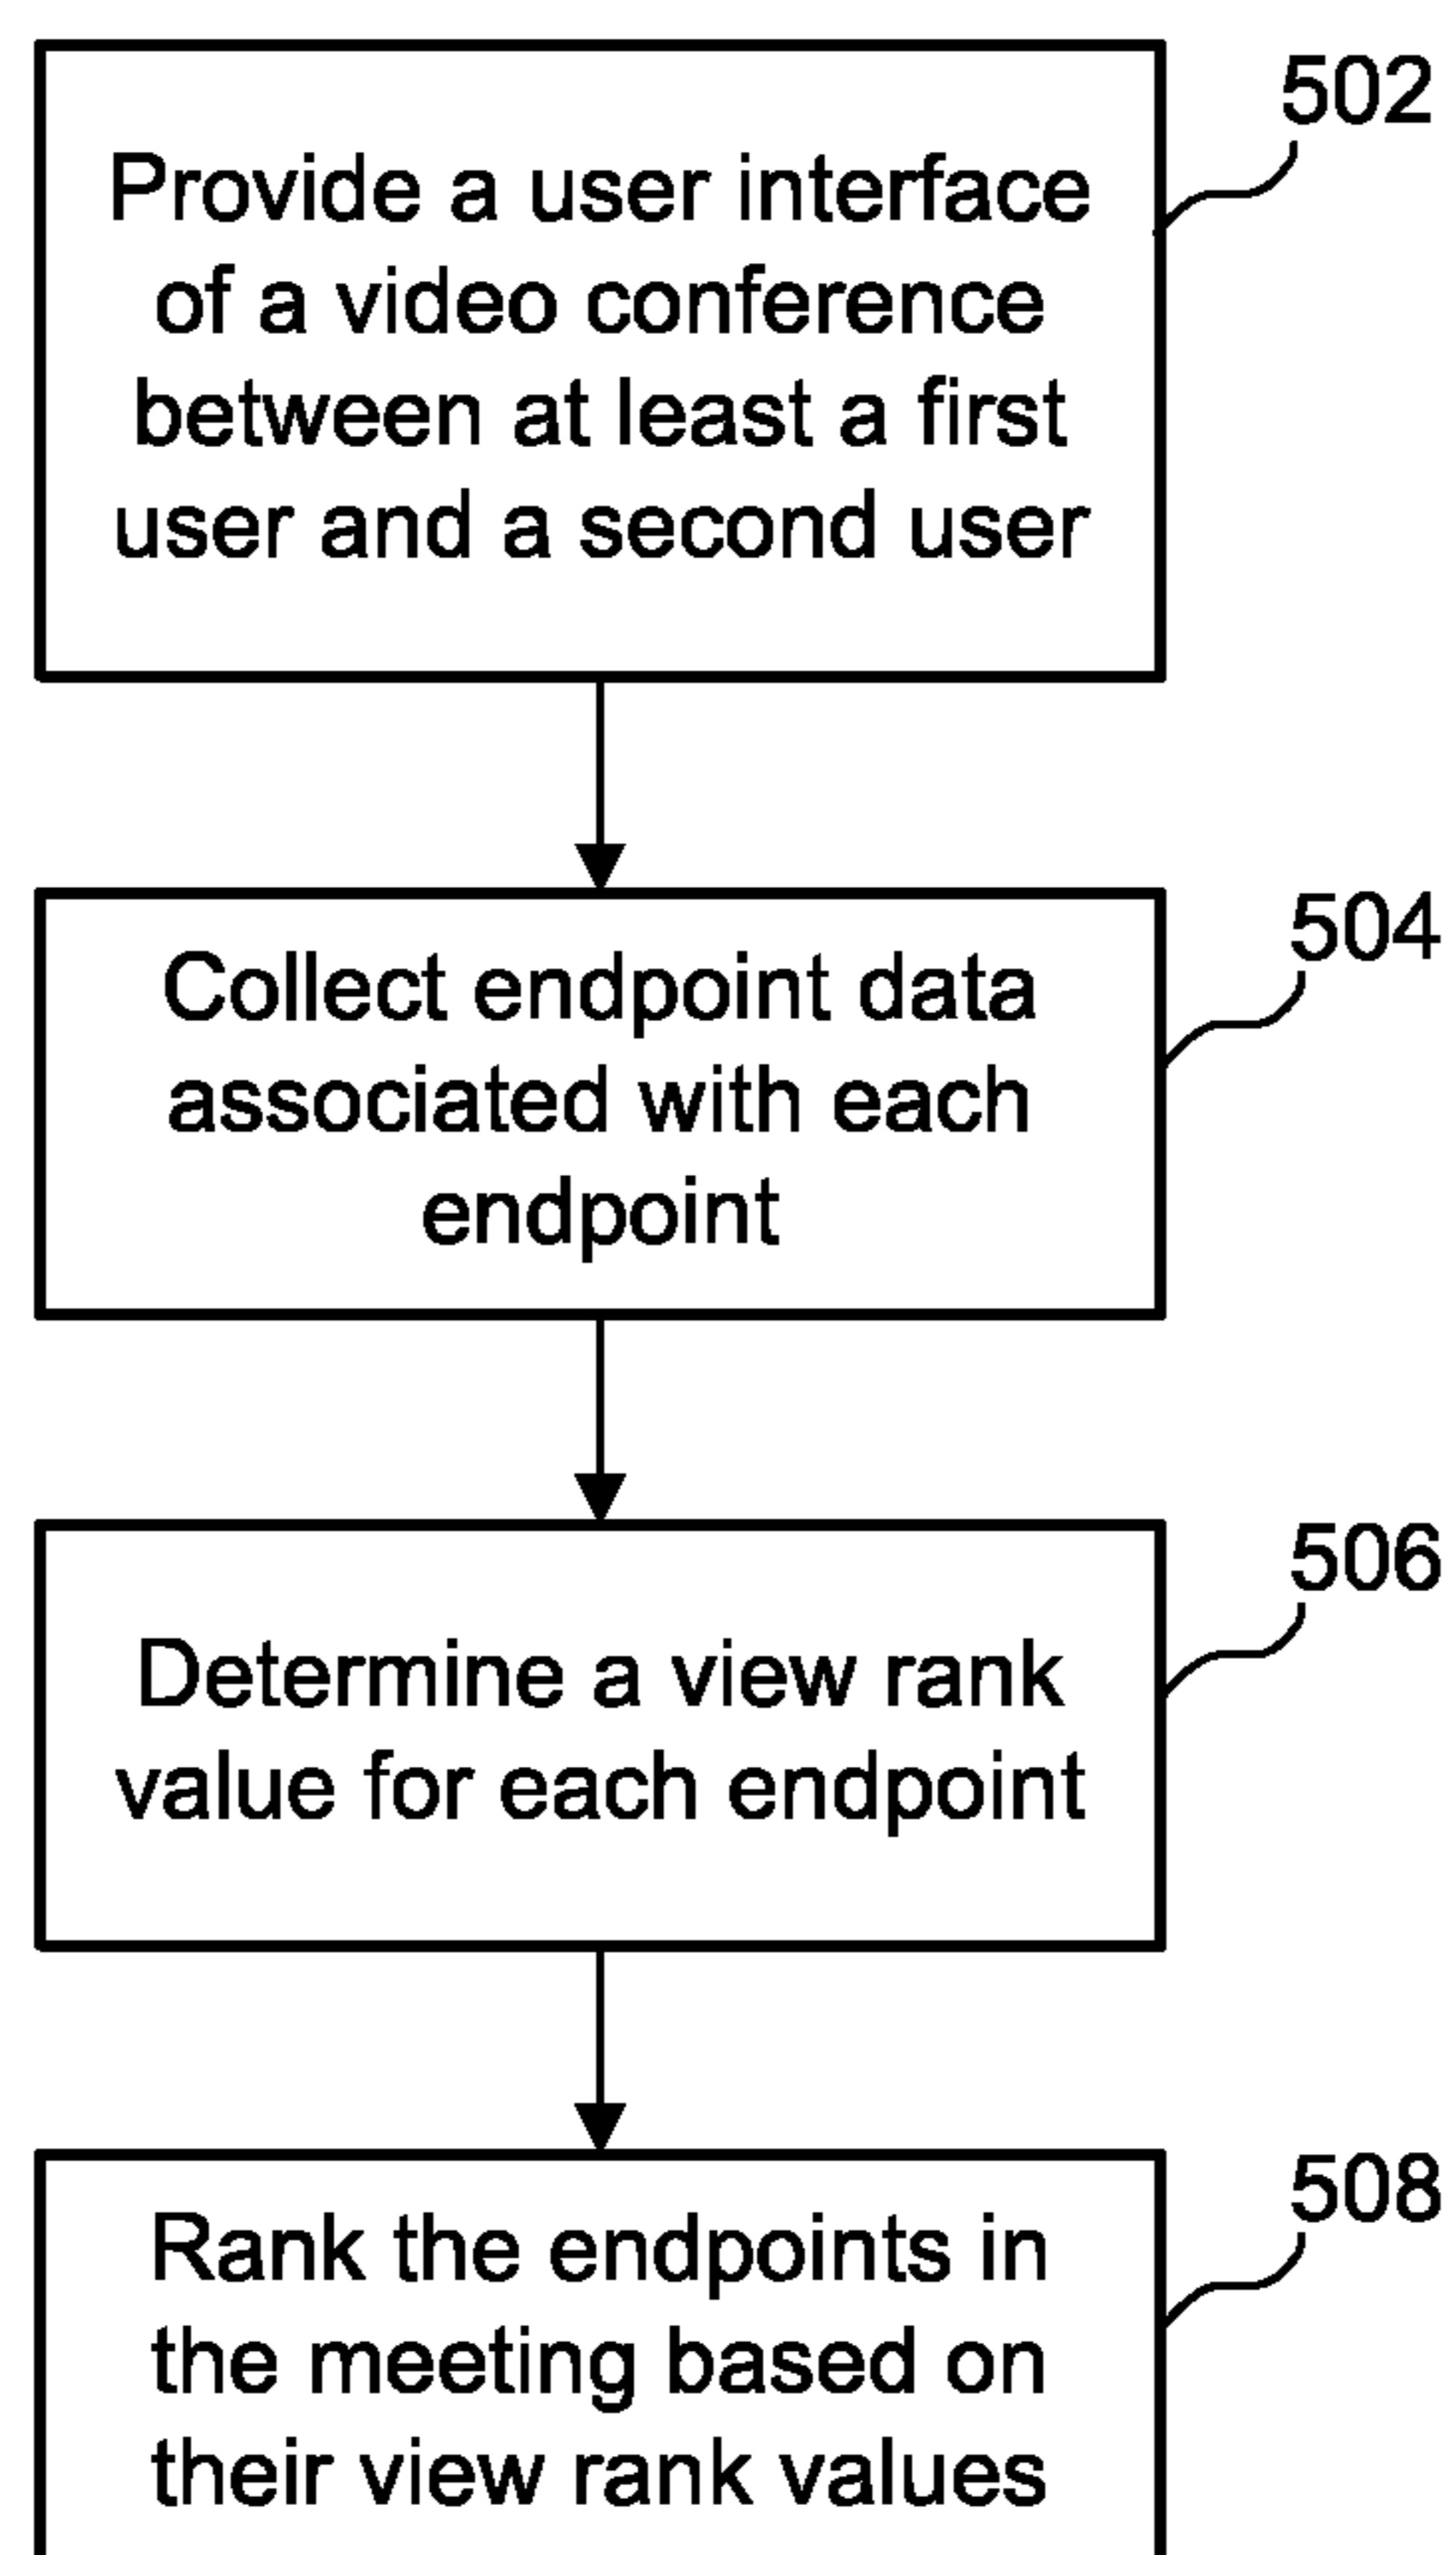 502
Provide a user interface
of a video conference
between at least a first
user and a second user
504
Collect endpoint data
associated with each
endpoint
506
Determine a view rank
value for each endpoint
508
Rank the endpoints in
the meeting based on
their view rank values